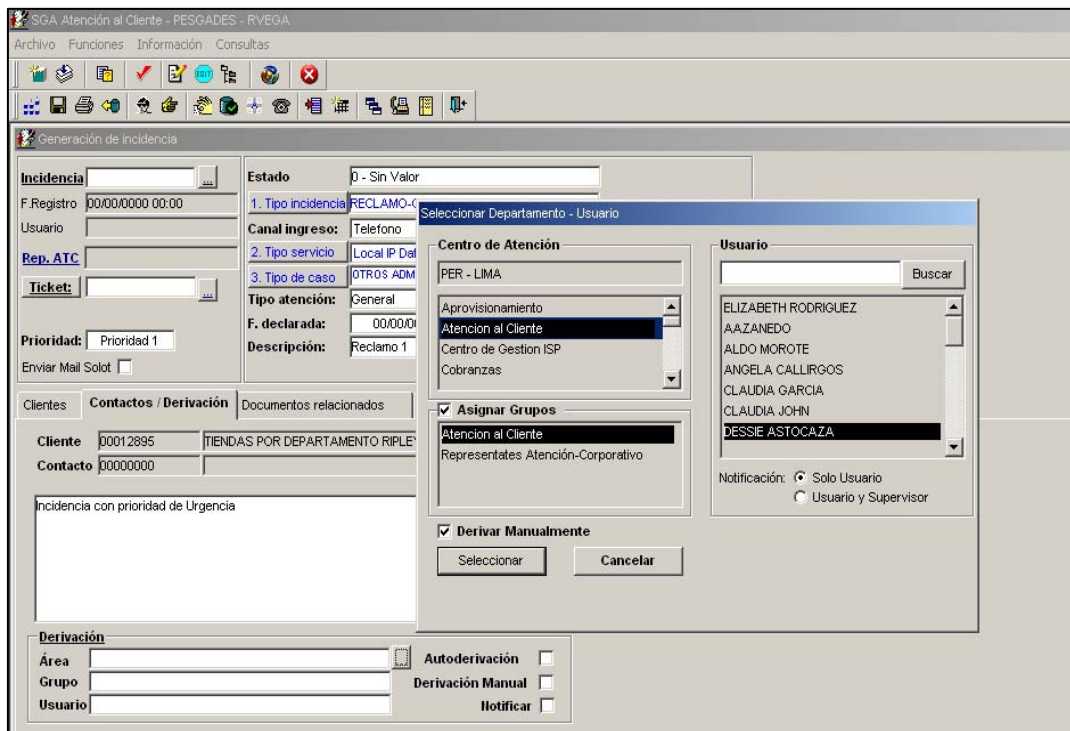 SGA Atención al Cliente - PESGADES - RVEGA
Archivo Funciones Información Consultas
EDIT
Generación de incidencia
Incidencia ...
F.Registro 00/00/0000 00:00
Usuario
Rep. ATC
Ticket: ...
Prioridad: Prioridad 1
Enviar Mail Solot
Estado 0 - Sin Valor
1. Tipo incidencia RECLAMO-
Canal ingreso: Telefono
2. Tipo servicio Local IP Dat
3. Tipo de caso OTROS ADM
Tipo atención: General
F. declarada: 00/00/0
Descripción: Reclamo 1
Clientes Contactos / Derivación Documentos relacionados
Cliente 00012895 TIENDAS POR DEPARTAMENTO RIPLEY
Contacto 00000000
Incidencia con prioridad de Urgencia
Derivación
Área
Grupo
Usuario
Autoderivación
Derivación Manual
Notificar
Seleccionar Departamento - Usuario
Centro de Atención
PER - LIMA
Aprovisionamiento
Atencion al Cliente
Centro de Gestion ISP
Cobranzas
Asignar Grupos
Atencion al Cliente
Representates Atención-Corporativo
Derivar Manualmente
Seleccionar Cancelar
Usuario
Buscar
ELIZABETH RODRIGUEZ
AAZANEDO
ALDO MOROTE
ANGELA CALLIRGOS
CLAUDIA GARCIA
CLAUDIA JOHN
DESSIE ASTOCAZA
Notificación: Solo Usuario
Usuario y Supervisor